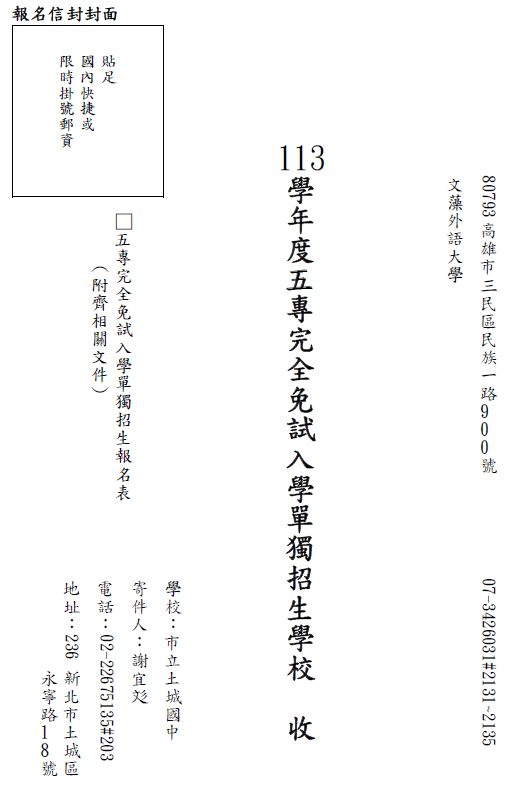 報名信封封面
貼足
國內快捷或
限時掛號郵資
80793 高雄市三民區民族一路900號
07-3426031#2131~2135
文藻外語大學
113學年度五專完全免試入學單獨招生學校 收
□五專完全免試入學單獨招生報名表
(附齊相關文件)
學校：市立土城國中
寄件人：謝宜彣
電話：02-22675135#203
地址：236 新北市土城區
永寧路18號